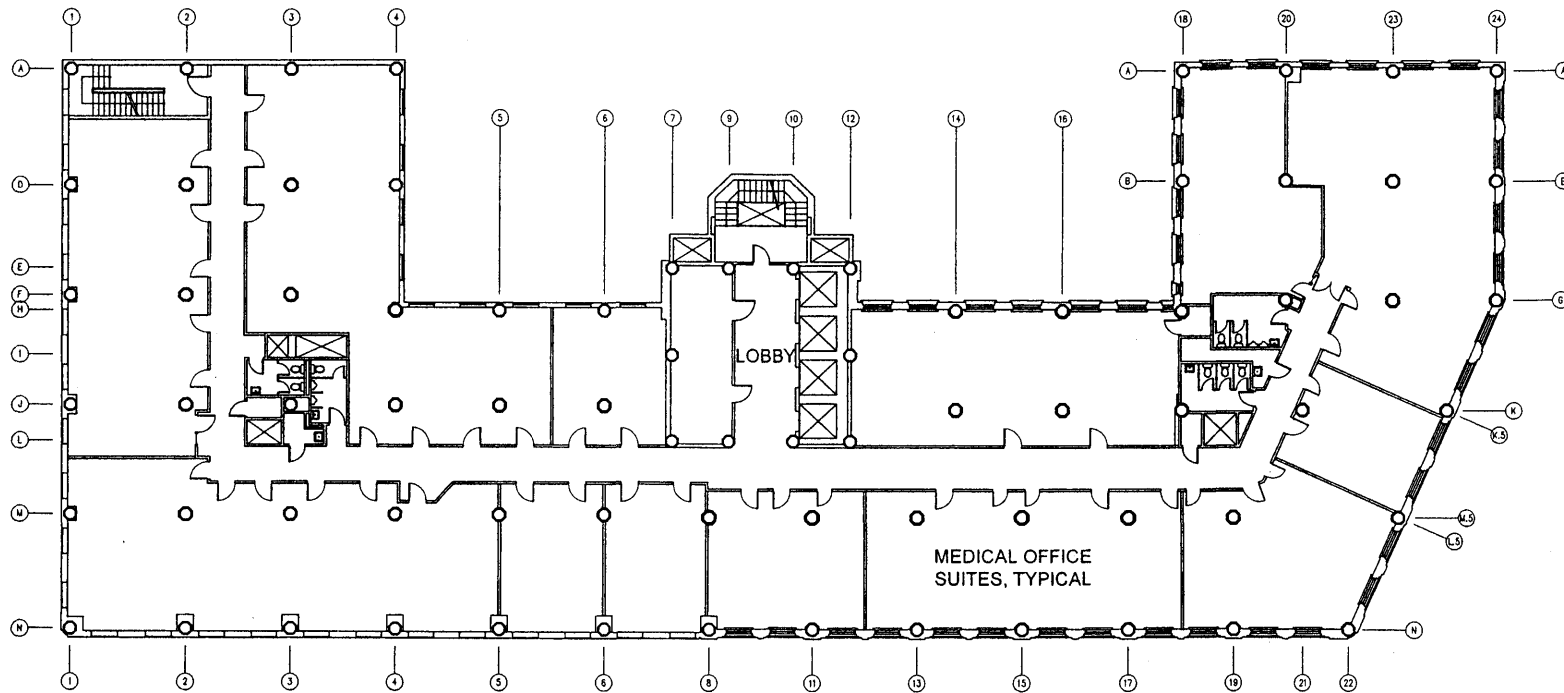 1 2 3 4
18 20 23 24
A
A A
5 6 7 9 10 12 14 16
D
B
E
F
G
H
I
LOBBY
J
K
L
K.5
M
M.5
L.5
MEDICAL OFFICE
SUITES, TYPICAL
N
N
1 2 3 4 5 6 8 11 13 15 17 19 21 22